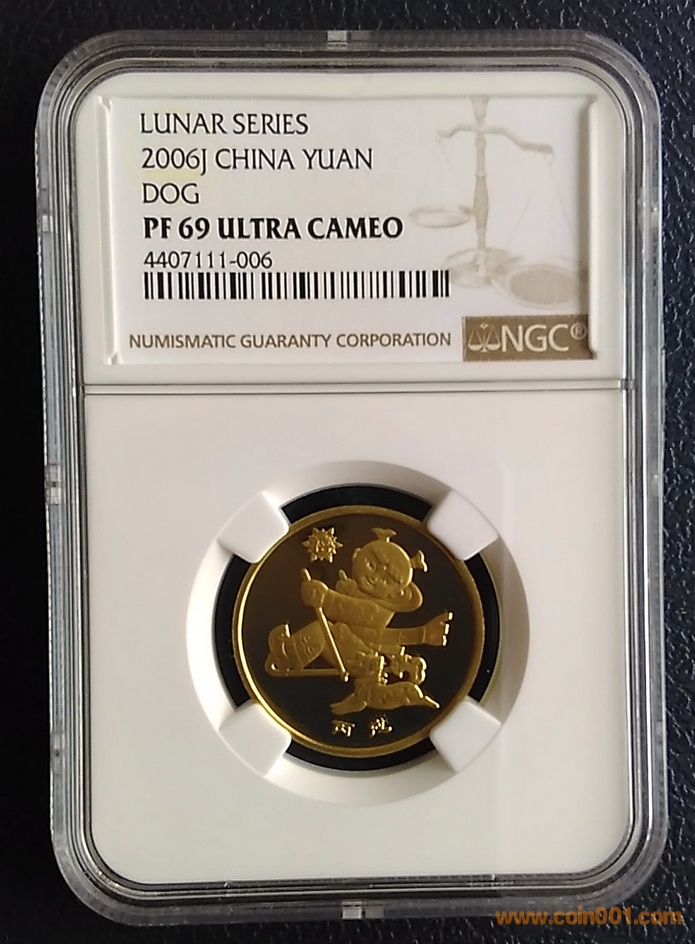 LUNAR SERIES
2006J CHINA YUAN
DOG
PF 69 ULTRA CAMEO
4407111-006
NUMISMATIC GUARANTY CORPORATION
NGC®
丙戌
www.coin001.com